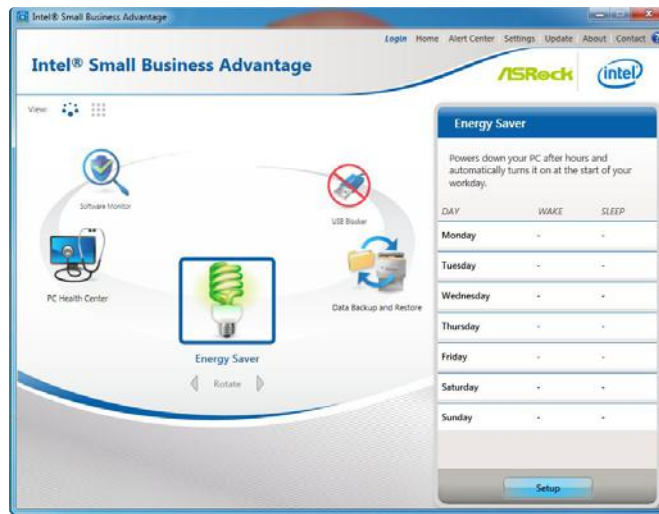 Intel® Small Business Advantage
Login Home Alert Center Settings Update About Contact
Intel® Small Business Advantage
ASRock
intel
View:
Energy Saver
Powers down your PC after hours and
automatically turns it on at the start of your
workday.
DAY WAKE SLEEP
Monday - -
Tuesday - -
Wednesday - -
Thursday - -
Friday - -
Saturday - -
Sunday - -
Setup
Software Monitor
USB Blocker
PC Health Center
Data Backup and Restore
Energy Saver
Rotate